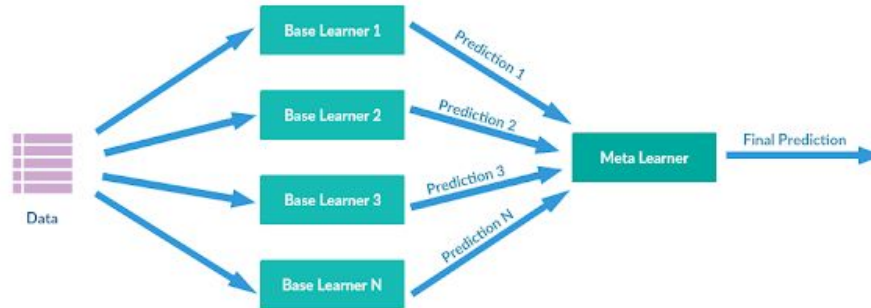 Base Learner 1
Prediction 1
Base Learner 2
Prediction 2
Final Prediction
Meta Learner
Prediction 3
Base Learner 3
Data
Prediction N
Base Learner N